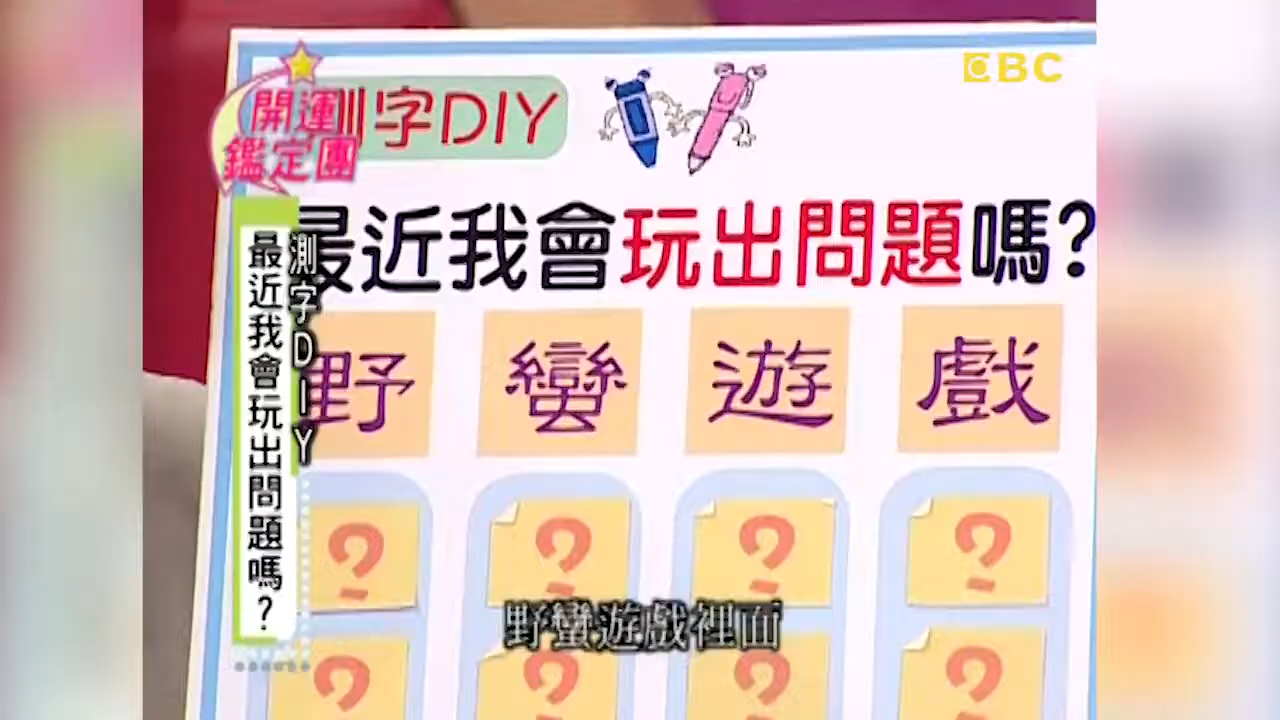 EBC
開運
鑑定團
測字DIY
最近我會玩出問題嗎?
測字DIY
最近我會玩出問題嗎?
野 蠻 遊 戲
? ? ? ?
? ? ? ?
野蠻遊戲裡面